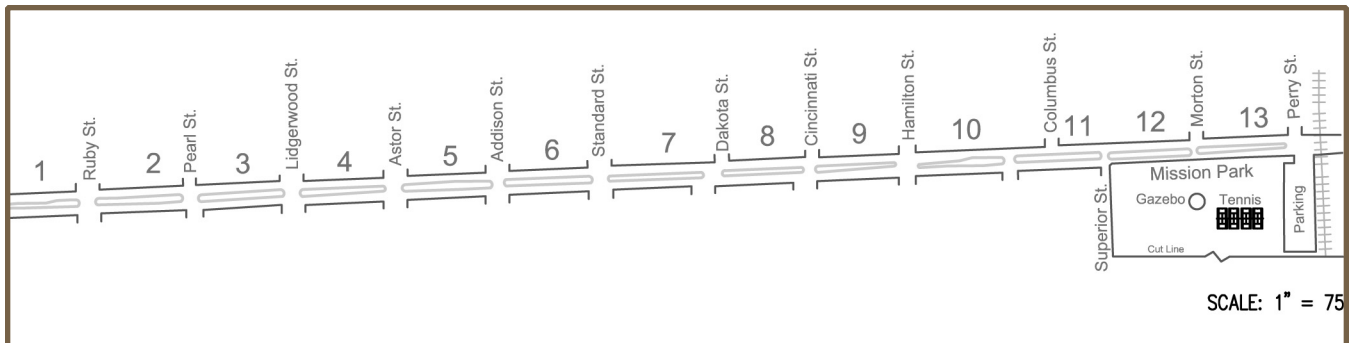 1
Ruby St.
2
Pearl St.
3
Lidgerwood St.
4
Astor St.
5
Addison St.
6
Standard St.
7
Dakota St.
8
Cincinnati St.
9
Hamilton St.
10
Columbus St.
11
12
Morton St.
13
Perry St.
Superior St.
Mission Park
Gazebo
Tennis
Parking
Cut Line
SCALE: 1" = 75